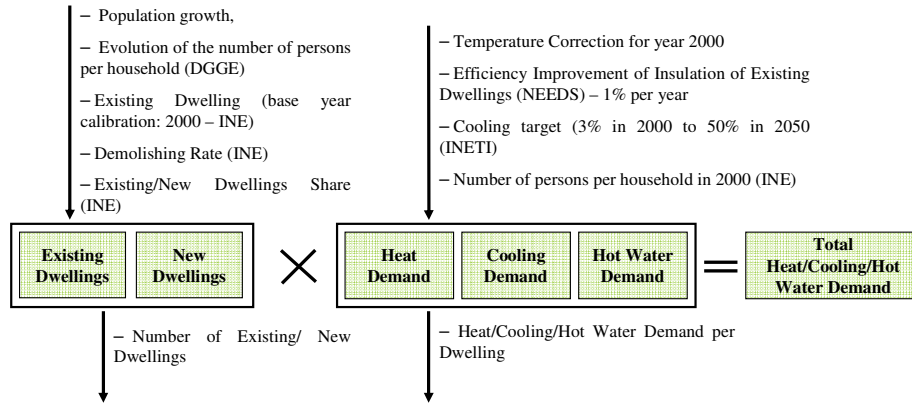 – Population growth,
– Evolution of the number of persons
per household (DGGE)
– Existing Dwelling (base year
calibration: 2000 – INE)
– Demolishing Rate (INE)
– Existing/New Dwellings Share
(INE)
– Temperature Correction for year 2000
– Efficiency Improvement of Insulation of Existing
Dwellings (NEEDS) – 1% per year
– Cooling target (3% in 2000 to 50% in 2050
(INETI)
– Number of persons per household in 2000 (INE)
Existing
Dwellings
New
Dwellings
×
Heat
Demand
Cooling
Demand
Hot Water
Demand
=
Total
Heat/Cooling/Hot
Water Demand
– Number of Existing/ New
Dwellings
– Heat/Cooling/Hot Water Demand per
Dwelling